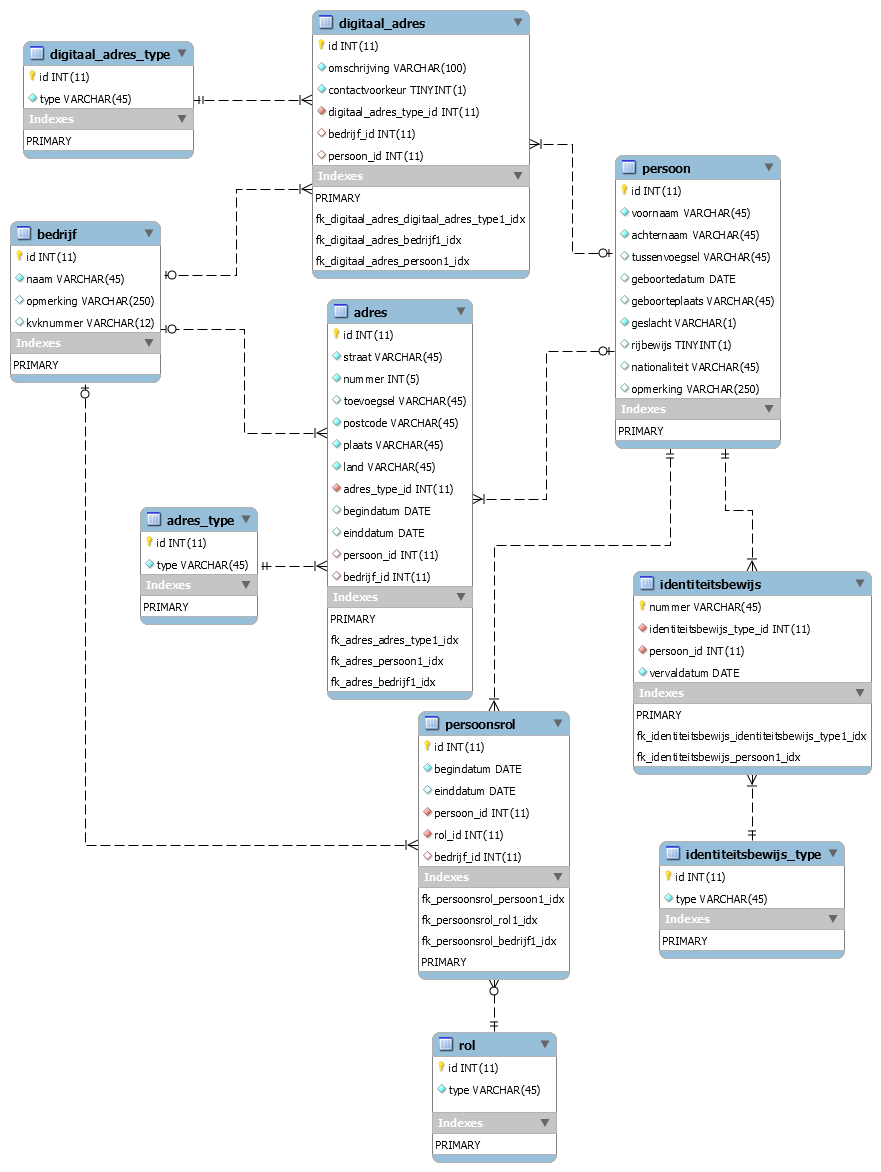 digitaal_adres_type
id INT(11)
type VARCHAR(45)
Indexes
PRIMARY
digitaal_adres
id INT(11)
omschrijving VARCHAR(100)
contactvoorkeur TINYINT(1)
digitaal_adres_type_id INT(11)
bedrijf_id INT(11)
persoon_id INT(11)
Indexes
PRIMARY
fk_digitaal_adres_digitaal_adres_type1_idx
fk_digitaal_adres_bedrijf1_idx
fk_digitaal_adres_persoon1_idx
persoon
id INT(11)
voornaam VARCHAR(45)
achternaam VARCHAR(45)
tussenvoegsel VARCHAR(45)
geboortedatum DATE
geboorteplaats VARCHAR(45)
geslacht VARCHAR(1)
rijbewijs TINYINT(1)
nationaliteit VARCHAR(45)
opmerking VARCHAR(250)
Indexes
PRIMARY
bedrijf
id INT(11)
naam VARCHAR(45)
opmerking VARCHAR(250)
kvknummer VARCHAR(12)
Indexes
PRIMARY
adres
id INT(11)
straat VARCHAR(45)
nummer INT(5)
toevoegsel VARCHAR(45)
postcode VARCHAR(45)
plaats VARCHAR(45)
land VARCHAR(45)
adres_type_id INT(11)
begindatum DATE
einddatum DATE
persoon_id INT(11)
bedrijf_id INT(11)
Indexes
PRIMARY
fk_adres_adres_type1_idx
fk_adres_persoon1_idx
fk_adres_bedrijf1_idx
adres_type
id INT(11)
type VARCHAR(45)
Indexes
PRIMARY
identiteitsbewijs
nummer VARCHAR(45)
identiteitsbewijs_type_id INT(11)
persoon_id INT(11)
vervaldatum DATE
Indexes
PRIMARY
fk_identiteitsbewijs_identiteitsbewijs_type1_idx
fk_identiteitsbewijs_persoon1_idx
persoonsrol
id INT(11)
begindatum DATE
einddatum DATE
persoon_id INT(11)
rol_id INT(11)
bedrijf_id INT(11)
Indexes
fk_persoonsrol_persoon1_idx
fk_persoonsrol_rol1_idx
fk_persoonsrol_bedrijf1_idx
PRIMARY
identiteitsbewijs_type
id INT(11)
type VARCHAR(45)
Indexes
PRIMARY
rol
id INT(11)
type VARCHAR(45)
Indexes
PRIMARY